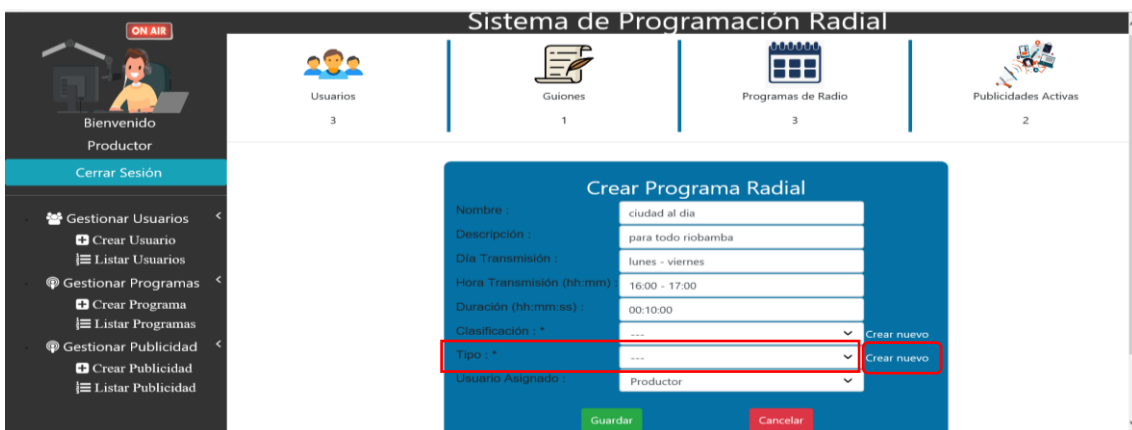 Sistema de Programación Radial
ON AIR
Bienvenido
Productor
Cerrar Sesión
Gestionar Usuarios
Crear Usuario
Listar Usuarios
Gestionar Programas
Crear Programa
Listar Programas
Gestionar Publicidad
Crear Publicidad
Listar Publicidad
Usuarios
3
Guiones
1
Programas de Radio
3
Publicidades Activas
2
Crear Programa Radial
Nombre : ciudad al dia
Descripción : para todo riobamba
Día Transmisión : lunes - viernes
Hora Transmisión (hh:mm) : 16:00 - 17:00
Duración (hh:mm:ss) : 00:10:00
Clasificación : * --- Crear nuevo
Tipo : * --- Crear nuevo
Usuario Asignado : Productor
Guardar Cancelar